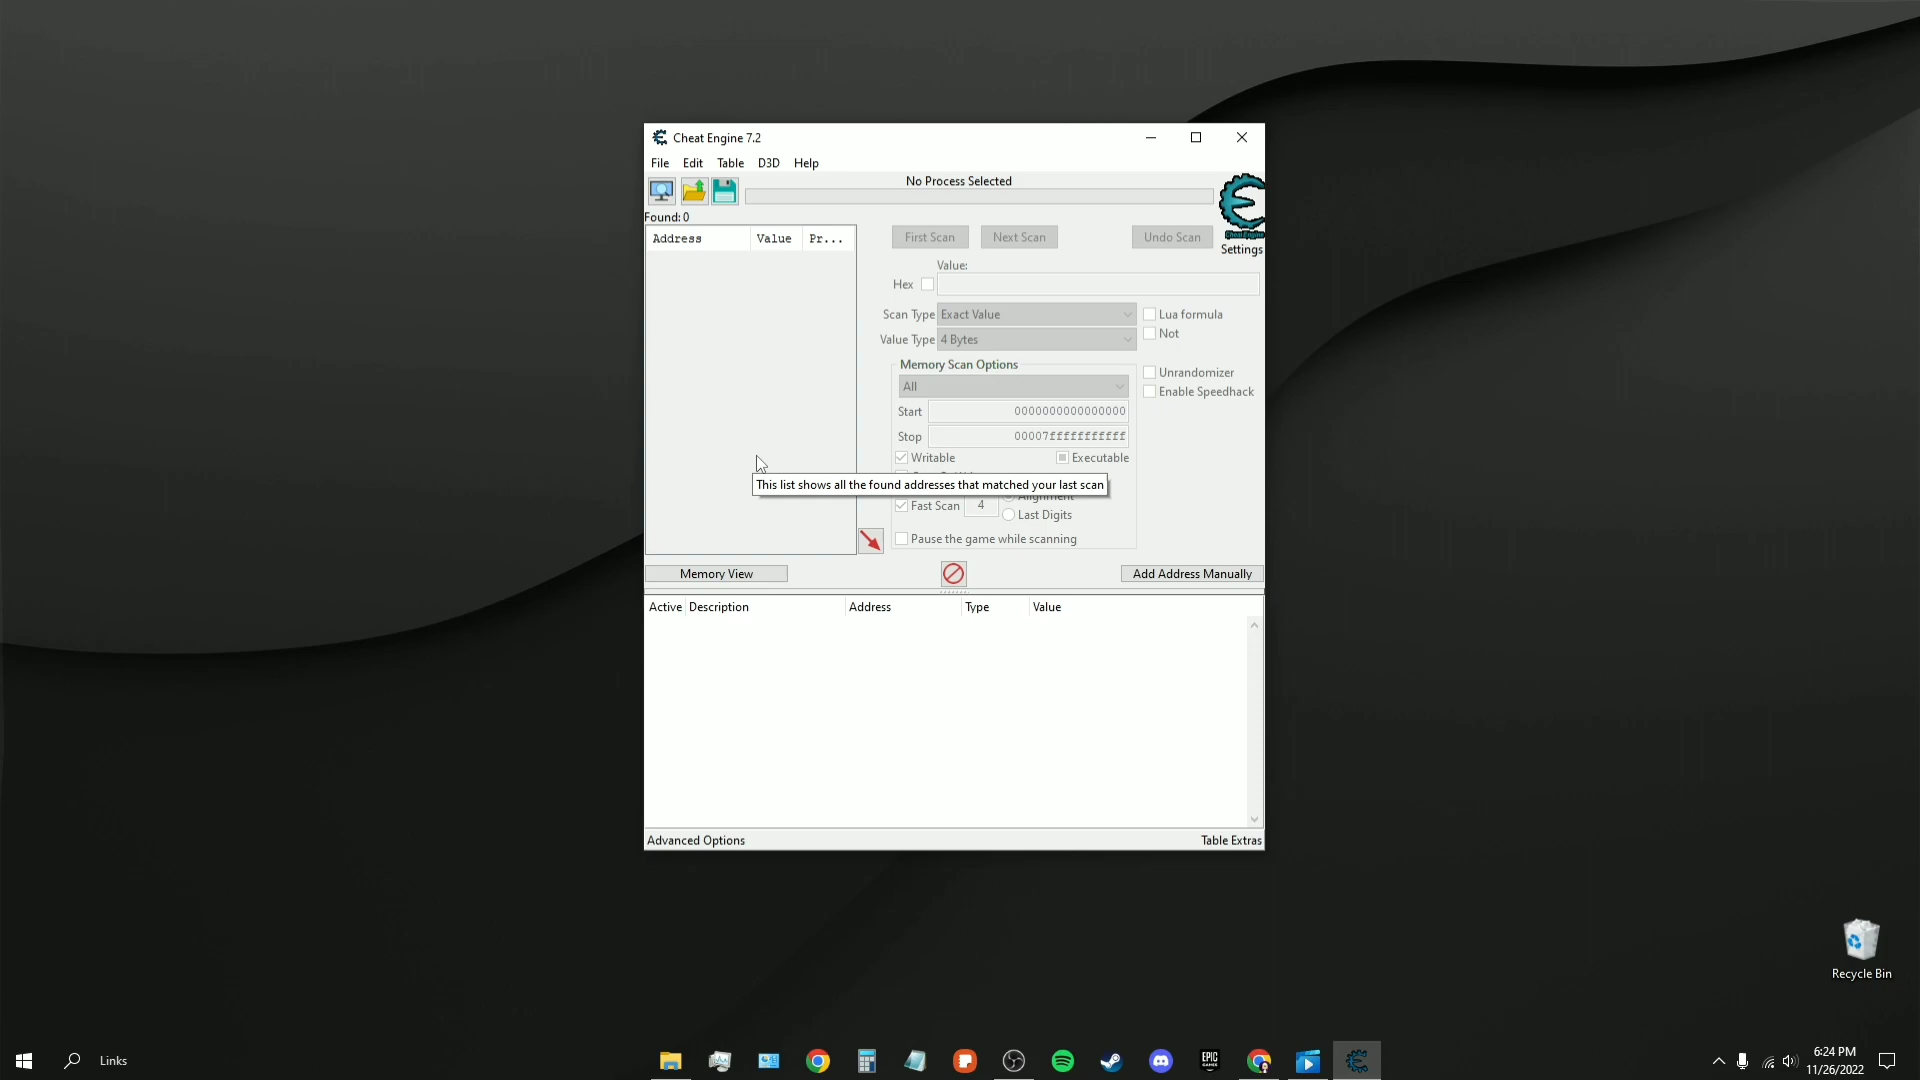 Cheat Engine 7.2
File Edit Table D3D Help
No Process Selected
Found: 0
Address Value Pr...
First Scan Next Scan Undo Scan
Cheat Engine
Settings
Value:
Hex
Scan Type Exact Value Lua formula
Not
Value Type 4 Bytes
Memory Scan Options
All
Unrandomizer
Enable Speedhack
Start 0000000000000000
Stop 00007fffffffffff
Writable Executable
This list shows all the found addresses that matched your last scan
Fast Scan 4 Alignment
Last Digits
Pause the game while scanning
Memory View Add Address Manually
Active Description Address Type Value
Advanced Options Table Extras
Recycle Bin
Links
EPIC GAMES
6:24 PM
11/26/2022